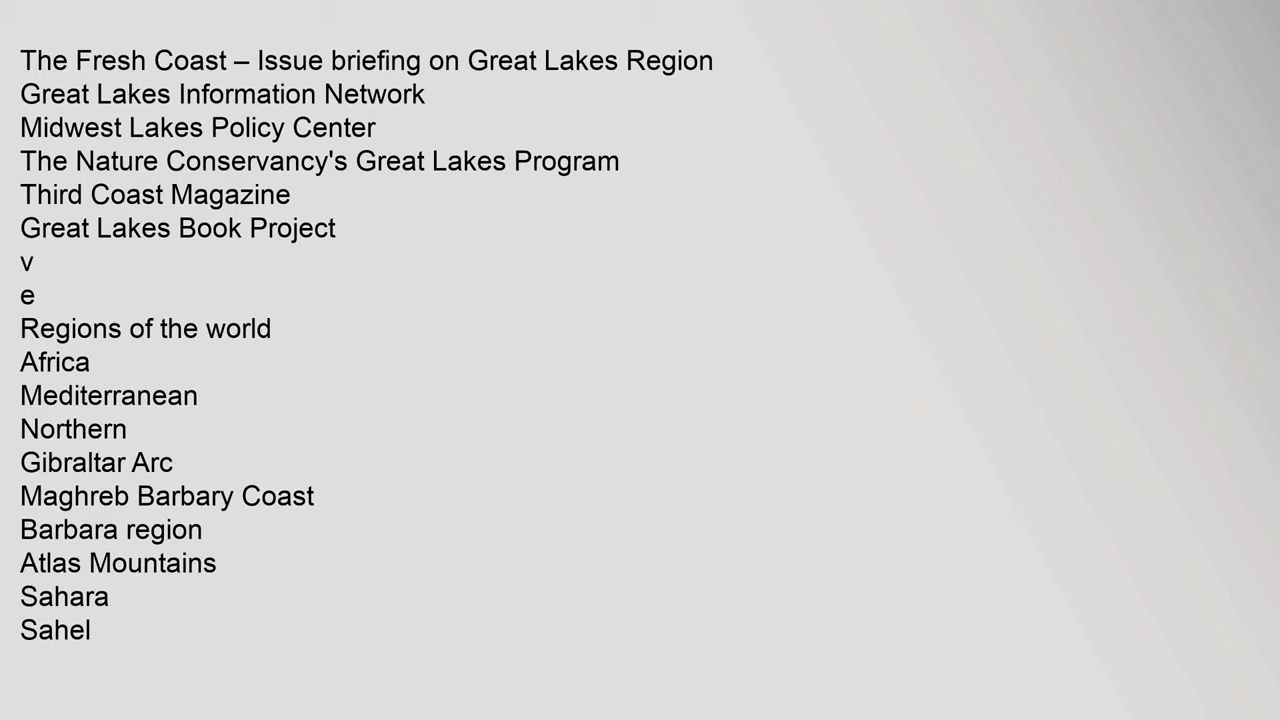 The Fresh Coast – Issue briefing on Great Lakes Region
Great Lakes Information Network
Midwest Lakes Policy Center
The Nature Conservancy's Great Lakes Program
Third Coast Magazine
Great Lakes Book Project
v
e
Regions of the world
Africa
Mediterranean
Northern
Gibraltar Arc
Maghreb Barbary Coast
Barbara region
Atlas Mountains
Sahara
Sahel